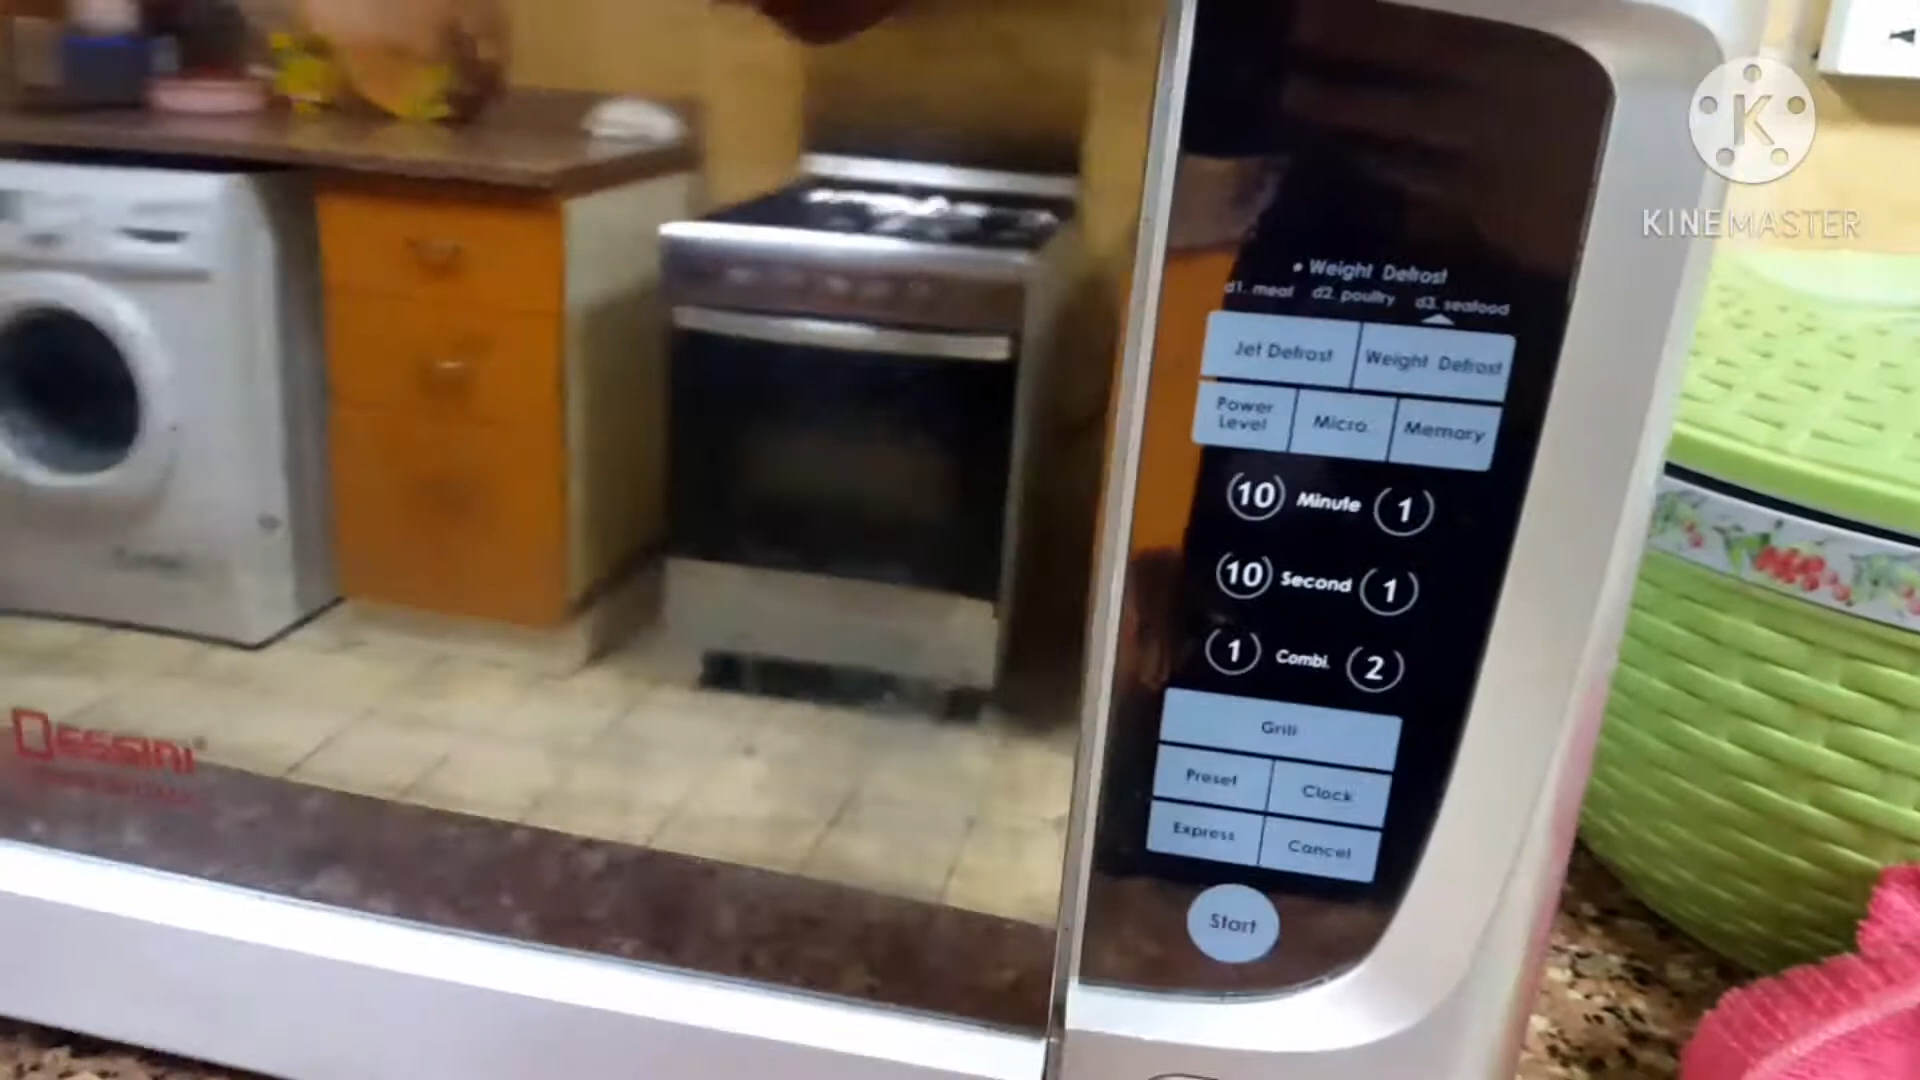 KINEMASTER
• Weight Defrost
d1. meat d2. poultry d3. seafood
Jet Defrost Weight Defrost
Power Level Micro. Memory
10 Minute 1
10 Second 1
1 Combi. 2
Grill
Preset Clock
Express Cancel
Start
DESSINI